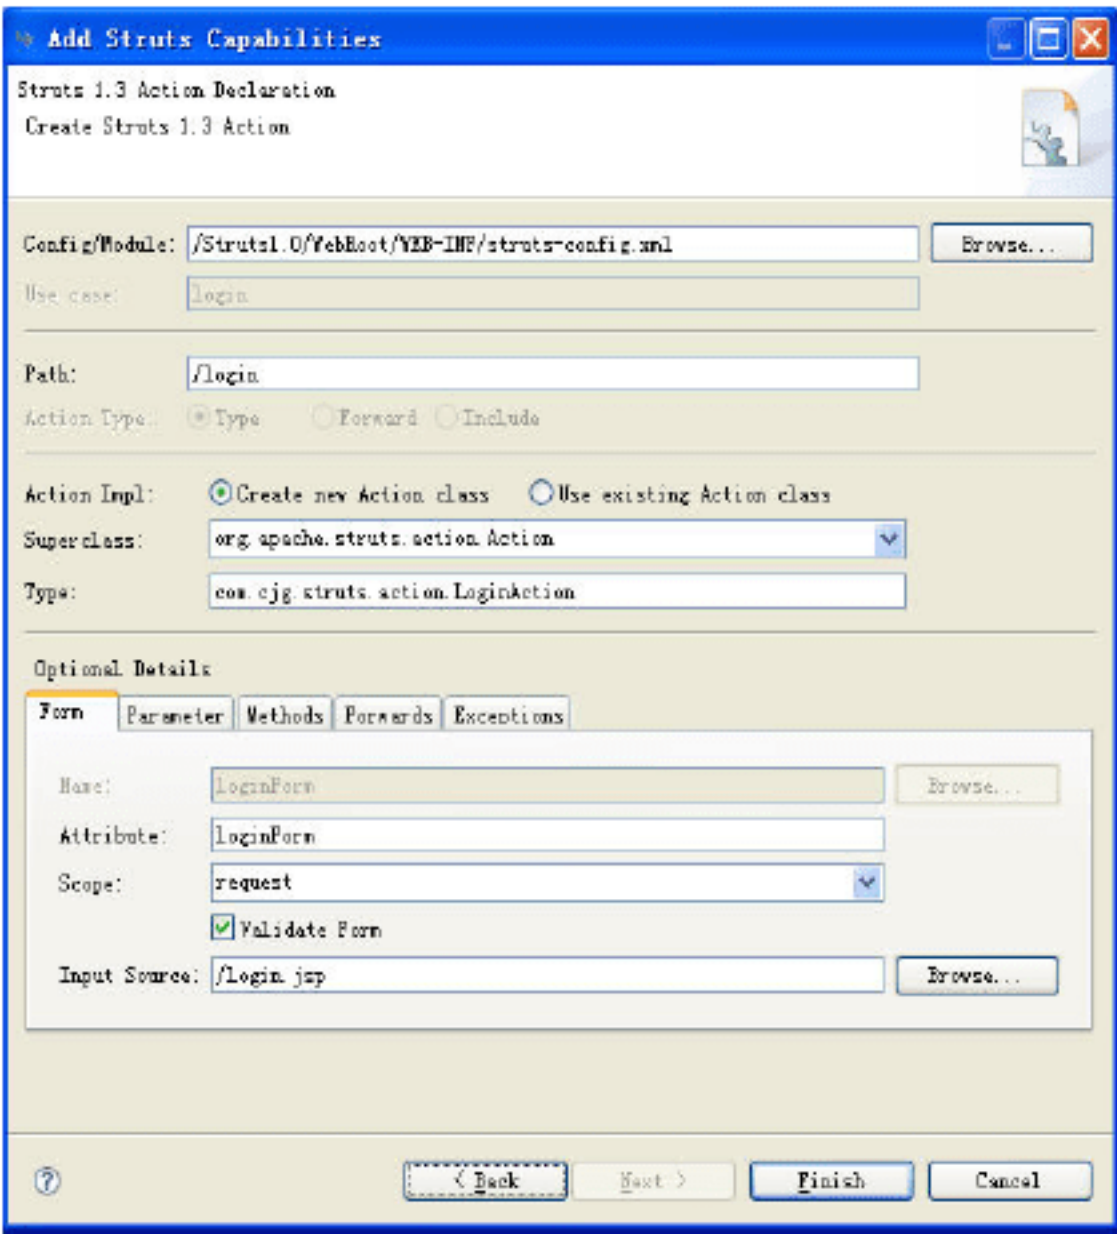 Add Struts Capabilities
Struts 1.3 Action Declaration
Create Struts 1.3 Action
Config/Module: /Struts1.0/WebRoot/WEB-INF/struts-config.xml Browse...
Use case: login
Path: /login
Action Type: Type Forward Include
Action Impl: Create new Action class Use existing Action class
Superclass: org.apache.struts.action.Action
Type: com.cjg.struts.action.LoginAction
Optional Details
Form Parameter Methods Forwards Exceptions
Name: loginForm Browse...
Attribute: loginForm
Scope: request
Validate Form
Input Source: /Login.jsp Browse...
? < Back Next > Finish Cancel